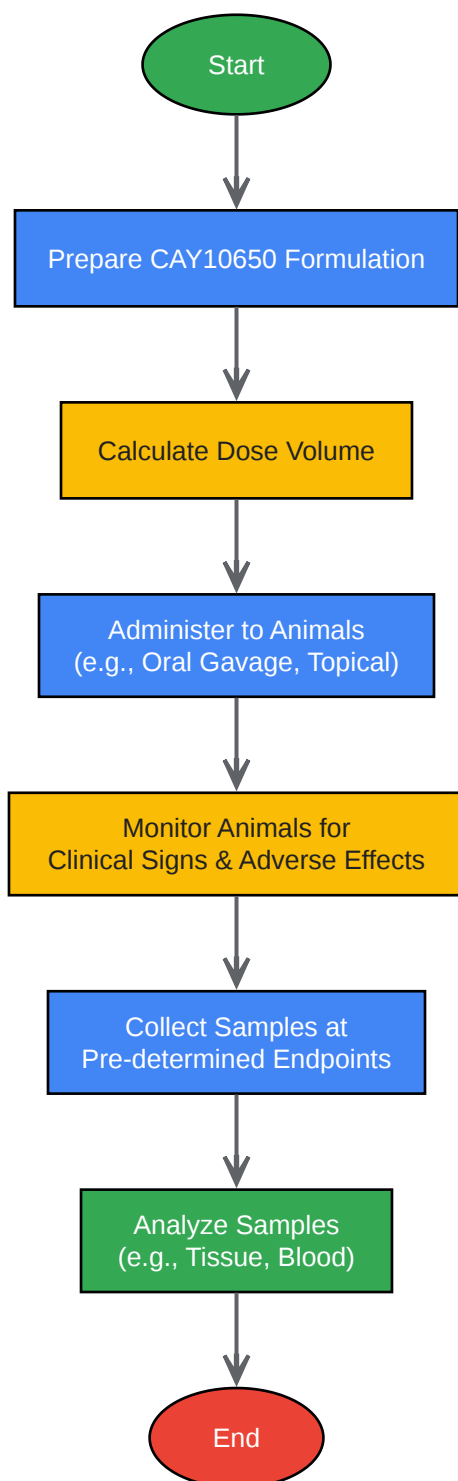 Start
Prepare CAY10650 Formulation
Calculate Dose Volume
Administer to Animals
(e.g., Oral Gavage, Topical)
Monitor Animals for
Clinical Signs & Adverse Effects
Collect Samples at
Pre-determined Endpoints
Analyze Samples
(e.g., Tissue, Blood)
End